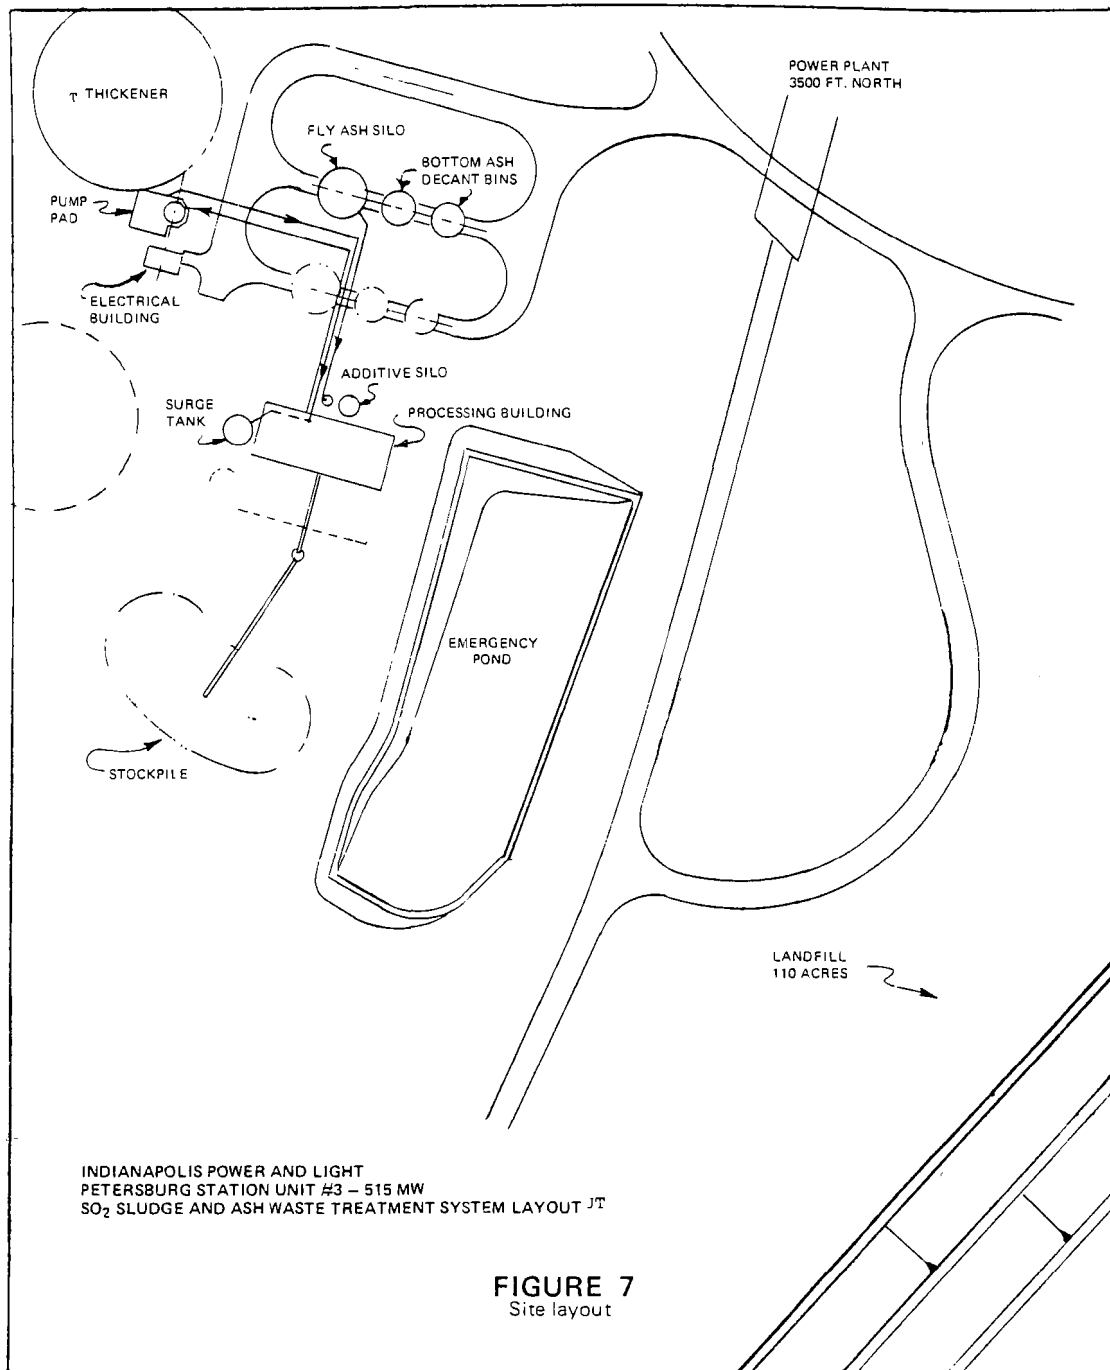 POWER PLANT
3500 FT. NORTH
T THICKENER
FLY ASH SILO
BOTTOM ASH
DECANT BINS
PUMP
PAD
ELECTRICAL
BUILDING
ADDITIVE SILO
SURGE
TANK
PROCESSING BUILDING
EMERGENCY
POND
STOCKPILE
LANDFILL
110 ACRES
INDIANAPOLIS POWER AND LIGHT
PETERSBURG STATION UNIT #3 – 515 MW
SO₂ SLUDGE AND ASH WASTE TREATMENT SYSTEM LAYOUT JT
FIGURE 7
Site layout